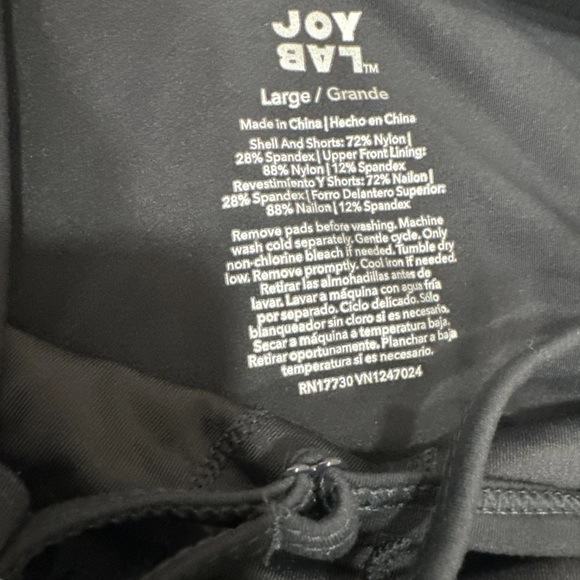 JOY
LAB™
Large / Grande
Made in China | Hecho en China
Shell And Shorts: 72% Nylon |
28% Spandex | Upper Front Lining:
88% Nylon | 12% Spandex
Revestimiento Y Shorts: 72% Nailon |
28% Spandex | Forro Delantero Superior:
88% Nailon | 12% Spandex
Remove pads before washing. Machine
wash cold separately. Gentle cycle. Only
non-chlorine bleach if needed. Tumble dry
low. Remove promptly. Cool iron if needed.
Retirar las almohadillas antes de
lavar. Lavar a máquina con agua fría
por separado. Ciclo delicado. Sólo
blanqueador sin cloro si es necesario.
Secar a máquina a temperatura baja.
Retirar oportunamente. Planchar a baja
temperatura si es necesario.
RN17730 VN1247024